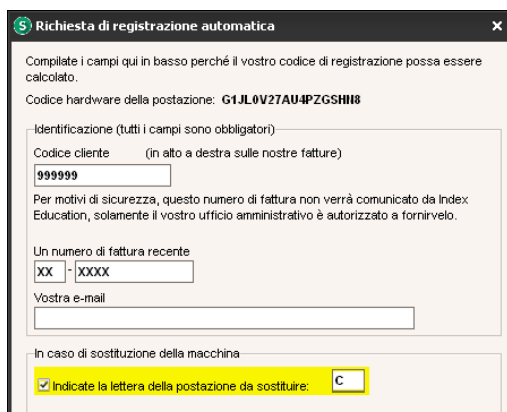 S Richiesta di registrazione automatica
Compilate i campi qui in basso perché il vostro codice di registrazione possa essere
calcolato.
Codice hardware della postazione: G1JL0V27AU4PZGSHN8
Identificazione (tutti i campi sono obbligatori)
Codice cliente (in alto a destra sulle nostre fatture)
999999
Per motivi di sicurezza, questo numero di fattura non verrà comunicato da Index
Education, solamente il vostro ufficio amministrativo è autorizzato a fornirvelo.
Un numero di fattura recente
XX - XXXX
Vostra e-mail
In caso di sostituzione della macchina
Indicate la lettera della postazione da sostituire: C